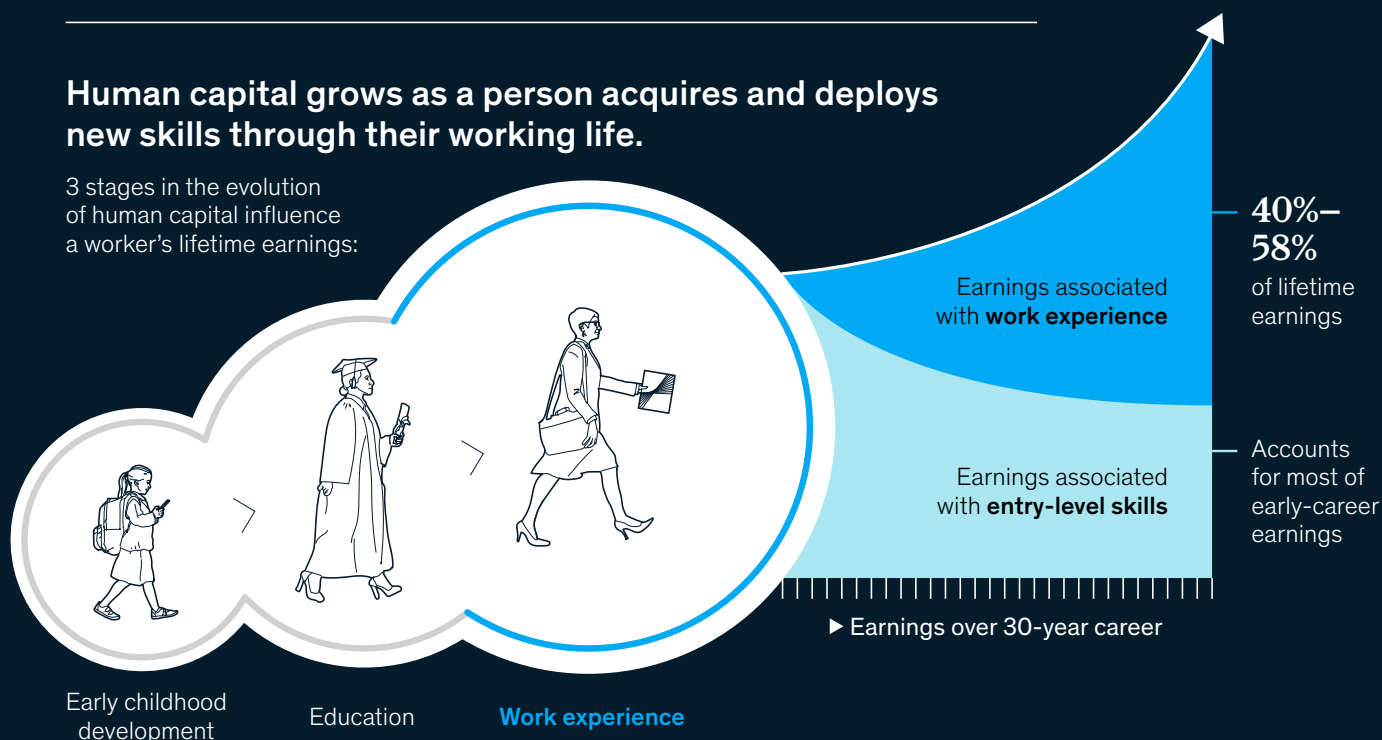 Human capital grows as a person acquires and deploys
new skills through their working life.
3 stages in the evolution
of human capital influence
a worker’s lifetime earnings:
40%–
58%
of lifetime
earnings
Earnings associated
with work experience
Accounts
for most of
early-career
earnings
Earnings associated
with entry-level skills
▶ Earnings over 30-year career
Early childhood
development
Education
Work experience